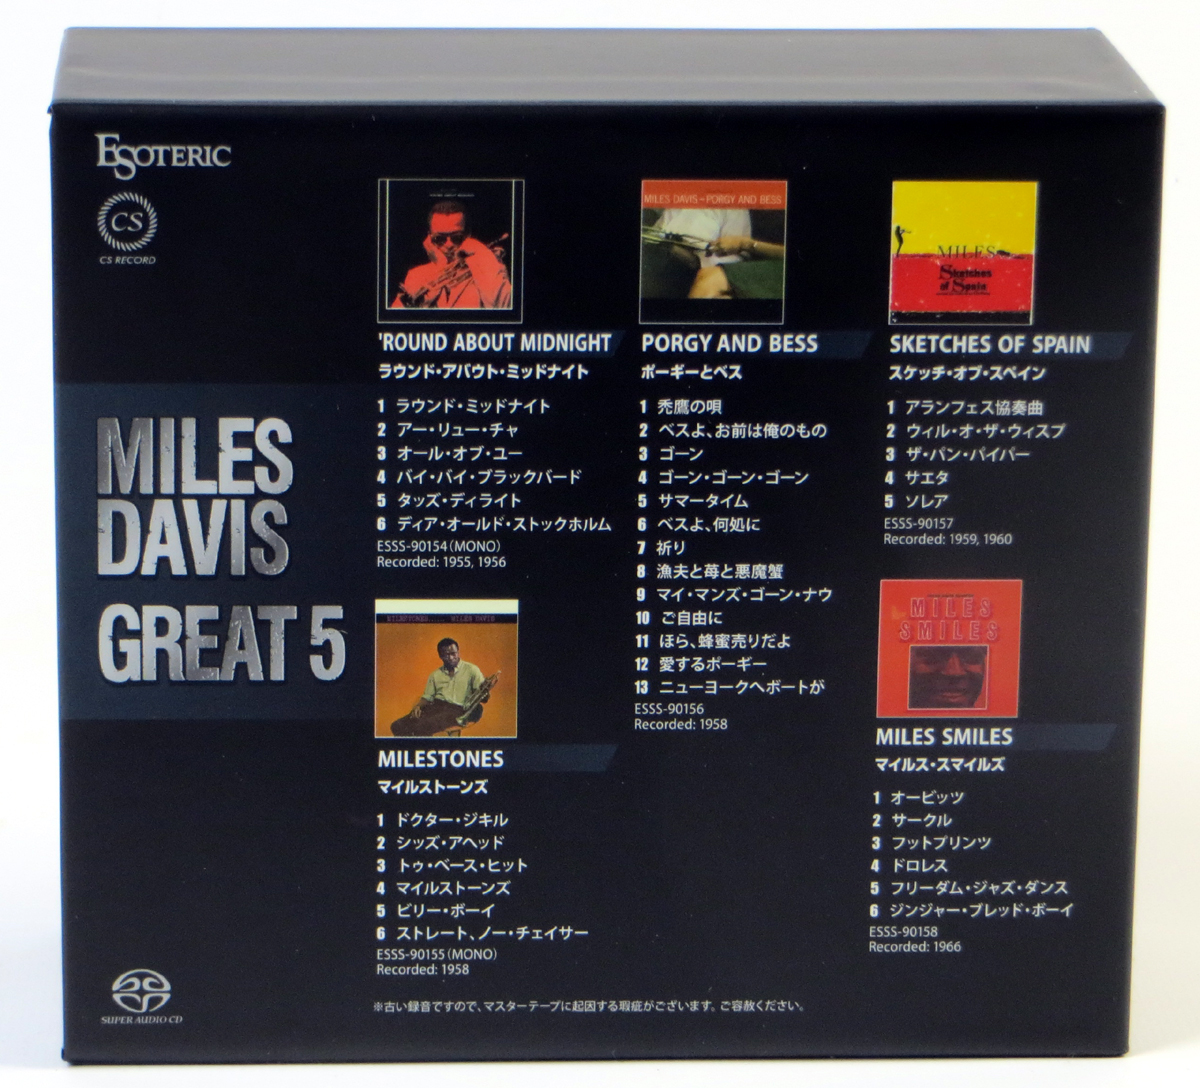 ESOTERIC
CS
CS RECORD
MILES
DAVIS
GREAT 5
SUPER AUDIO CD
'ROUND ABOUT MIDNIGHT
ラウンド・アバウト・ミッドナイト
1 ラウンド・ミッドナイト
2 アー・リュー・チャ
3 オール・オブ・ユー
4 バイ・バイ・ブラックバード
5 タッズ・ディライト
6 ディア・オールド・ストックホルム
ESSS-90154(MONO)
Recorded: 1955, 1956
MILESTONES..... MILES DAVIS
MILESTONES
マイルストーンズ
1 ドクター・ジキル
2 シッズ・アヘッド
3 トゥ・ベース・ヒット
4 マイルストーンズ
5 ビリー・ボーイ
6 ストレート、ノー・チェイサー
ESSS-90155(MONO)
Recorded: 1958
MILES DAVIS–PORGY AND BESS
PORGY AND BESS
ポーギーとベス
1 禿鷹の唄
2 ベスよ、お前は俺のもの
3 ゴーン
4 ゴーン・ゴーン・ゴーン
5 サマータイム
6 ベスよ、何処に
7 祈り
8 漁夫と苺と悪魔蟹
9 マイ・マンズ・ゴーン・ナウ
10 ご自由に
11 ほら、蜂蜜売りだよ
12 愛するポーギー
13 ニューヨークへボートが
ESSS-90156
Recorded: 1958
MILES
Sketches
of Spain
SKETCHES OF SPAIN
スケッチ・オブ・スペイン
1 アランフェス協奏曲
2 ウィル・オ・ザ・ウィスプ
3 ザ・パン・パイパー
4 サエタ
5 ソレア
ESSS-90157
Recorded: 1959, 1960
MILES
SMILES
MILES SMILES
マイルス・スマイルズ
1 オービッツ
2 サークル
3 フットプリンツ
4 ドロレス
5 フリーダム・ジャズ・ダンス
6 ジンジャー・ブレッド・ボーイ
ESSS-90158
Recorded: 1966
※古い録音ですので、マスターテープに起因する瑕疵がございます。ご容赦ください。